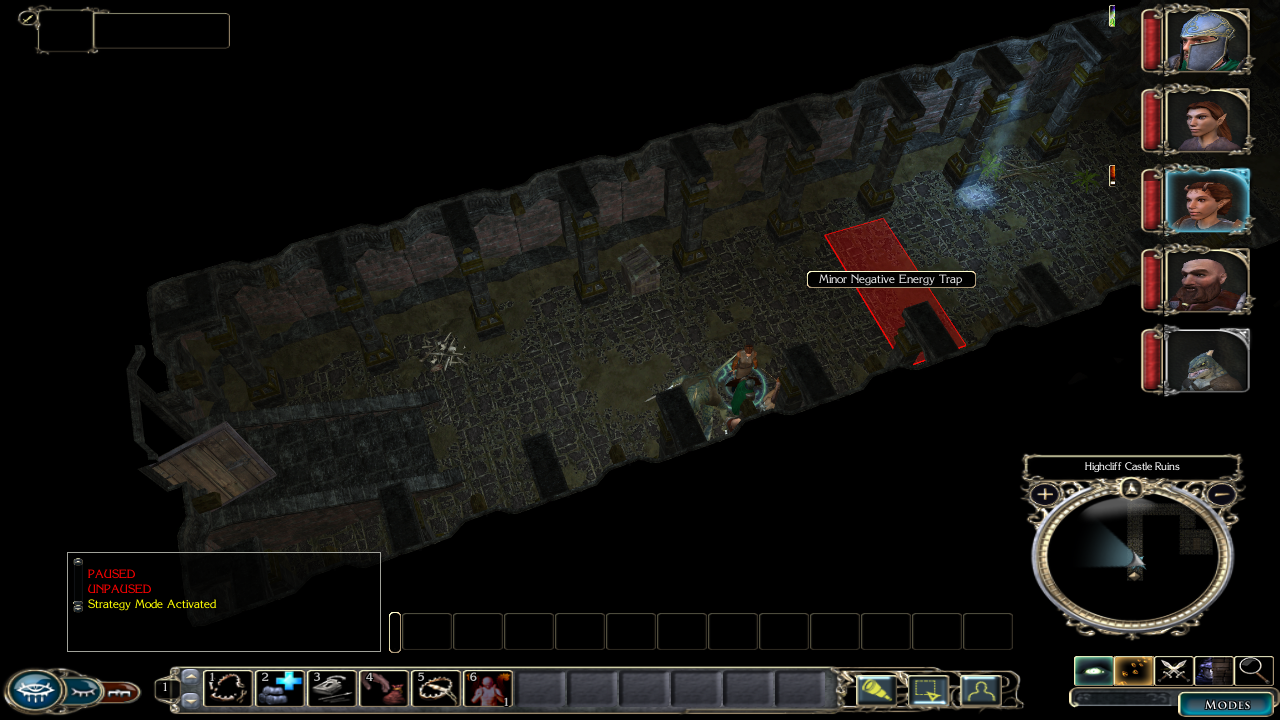 Minor Negative Energy Trap
Highcliff Castle Ruins
PAUSED
UNPAUSED
Strategy Mode Activated
1
1
2
3
4
5
6
1
MODES